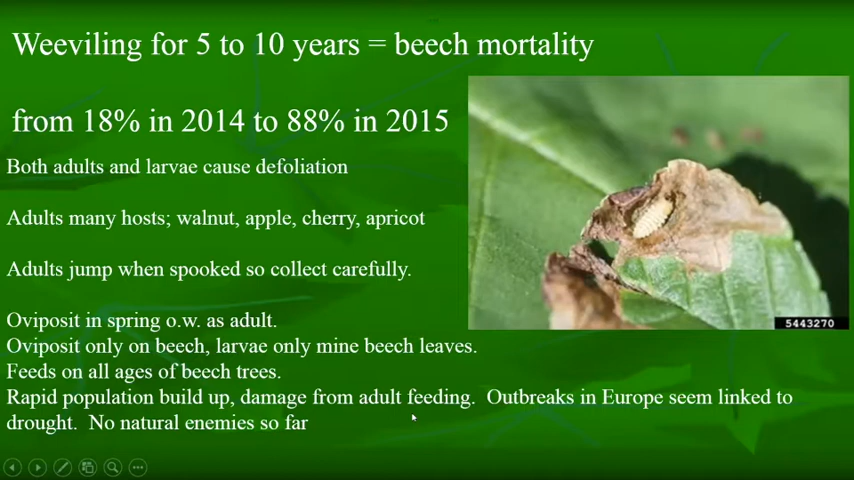 Weeviling for 5 to 10 years = beech mortality
from 18% in 2014 to 88% in 2015
Both adults and larvae cause defoliation
Adults many hosts; walnut, apple, cherry, apricot
Adults jump when spooked so collect carefully.
Oviposit in spring o.w. as adult.
Oviposit only on beech, larvae only mine beech leaves.
Feeds on all ages of beech trees.
Rapid population build up, damage from adult feeding.  Outbreaks in Europe seem linked to
drought.  No natural enemies so far
5443270